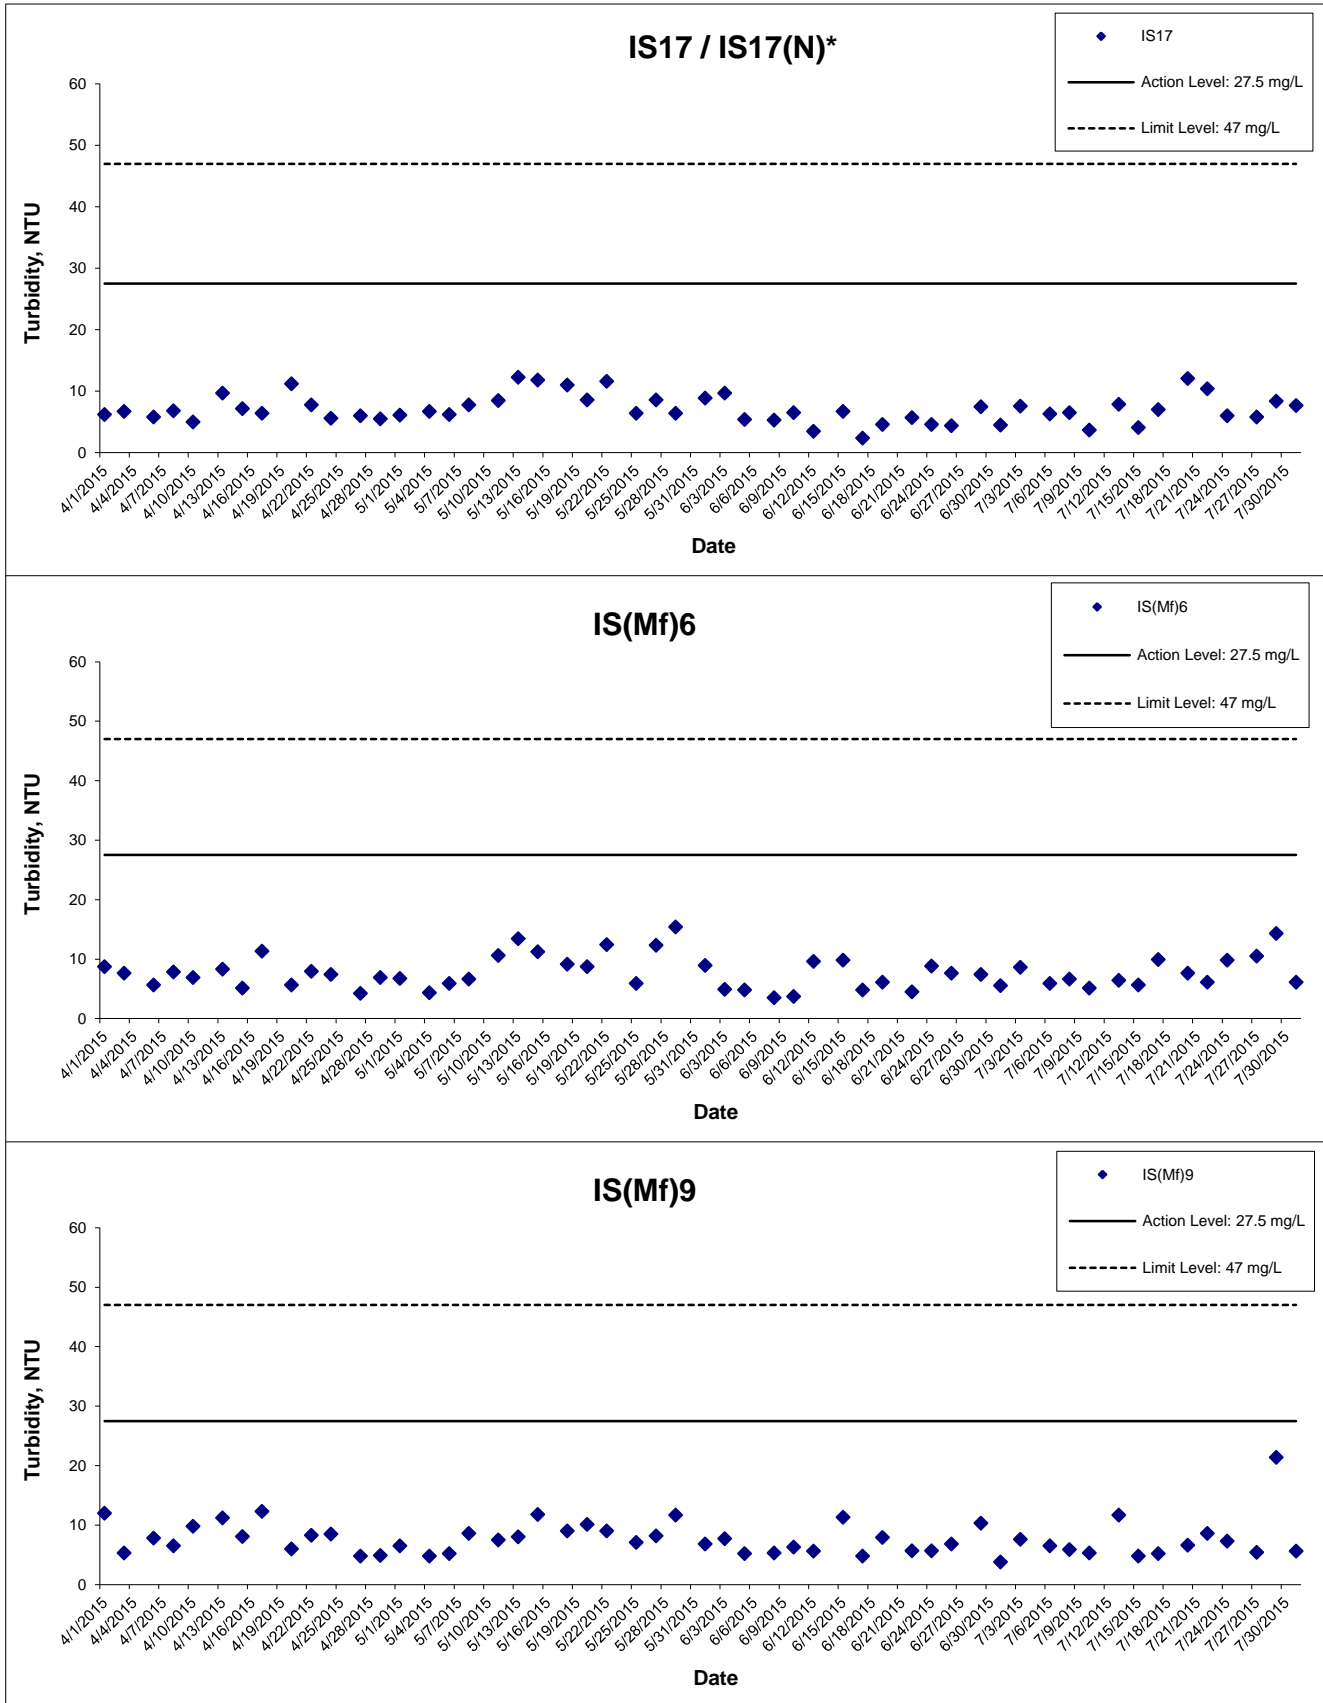 IS17 / IS17(N)*
IS17
Action Level: 27.5 mg/L
Limit Level: 47 mg/L
Turbidity, NTU
60
50
40
30
20
10
0
4/1/2015 4/4/2015 4/7/2015 4/10/2015 4/13/2015 4/16/2015 4/19/2015 4/22/2015 4/25/2015 4/28/2015 5/1/2015 5/4/2015 5/7/2015 5/10/2015 5/13/2015 5/16/2015 5/19/2015 5/22/2015 5/25/2015 5/28/2015 5/31/2015 6/3/2015 6/6/2015 6/9/2015 6/12/2015 6/15/2015 6/18/2015 6/21/2015 6/24/2015 6/27/2015 6/30/2015 7/3/2015 7/6/2015 7/9/2015 7/12/2015 7/15/2015 7/18/2015 7/21/2015 7/24/2015 7/27/2015 7/30/2015
Date
IS(Mf)6
IS(Mf)6
Action Level: 27.5 mg/L
Limit Level: 47 mg/L
Turbidity, NTU
60
50
40
30
20
10
0
4/1/2015 4/4/2015 4/7/2015 4/10/2015 4/13/2015 4/16/2015 4/19/2015 4/22/2015 4/25/2015 4/28/2015 5/1/2015 5/4/2015 5/7/2015 5/10/2015 5/13/2015 5/16/2015 5/19/2015 5/22/2015 5/25/2015 5/28/2015 5/31/2015 6/3/2015 6/6/2015 6/9/2015 6/12/2015 6/15/2015 6/18/2015 6/21/2015 6/24/2015 6/27/2015 6/30/2015 7/3/2015 7/6/2015 7/9/2015 7/12/2015 7/15/2015 7/18/2015 7/21/2015 7/24/2015 7/27/2015 7/30/2015
Date
IS(Mf)9
IS(Mf)9
Action Level: 27.5 mg/L
Limit Level: 47 mg/L
Turbidity, NTU
60
50
40
30
20
10
0
4/1/2015 4/4/2015 4/7/2015 4/10/2015 4/13/2015 4/16/2015 4/19/2015 4/22/2015 4/25/2015 4/28/2015 5/1/2015 5/4/2015 5/7/2015 5/10/2015 5/13/2015 5/16/2015 5/19/2015 5/22/2015 5/25/2015 5/28/2015 5/31/2015 6/3/2015 6/6/2015 6/9/2015 6/12/2015 6/15/2015 6/18/2015 6/21/2015 6/24/2015 6/27/2015 6/30/2015 7/3/2015 7/6/2015 7/9/2015 7/12/2015 7/15/2015 7/18/2015 7/21/2015 7/24/2015 7/27/2015 7/30/2015
Date